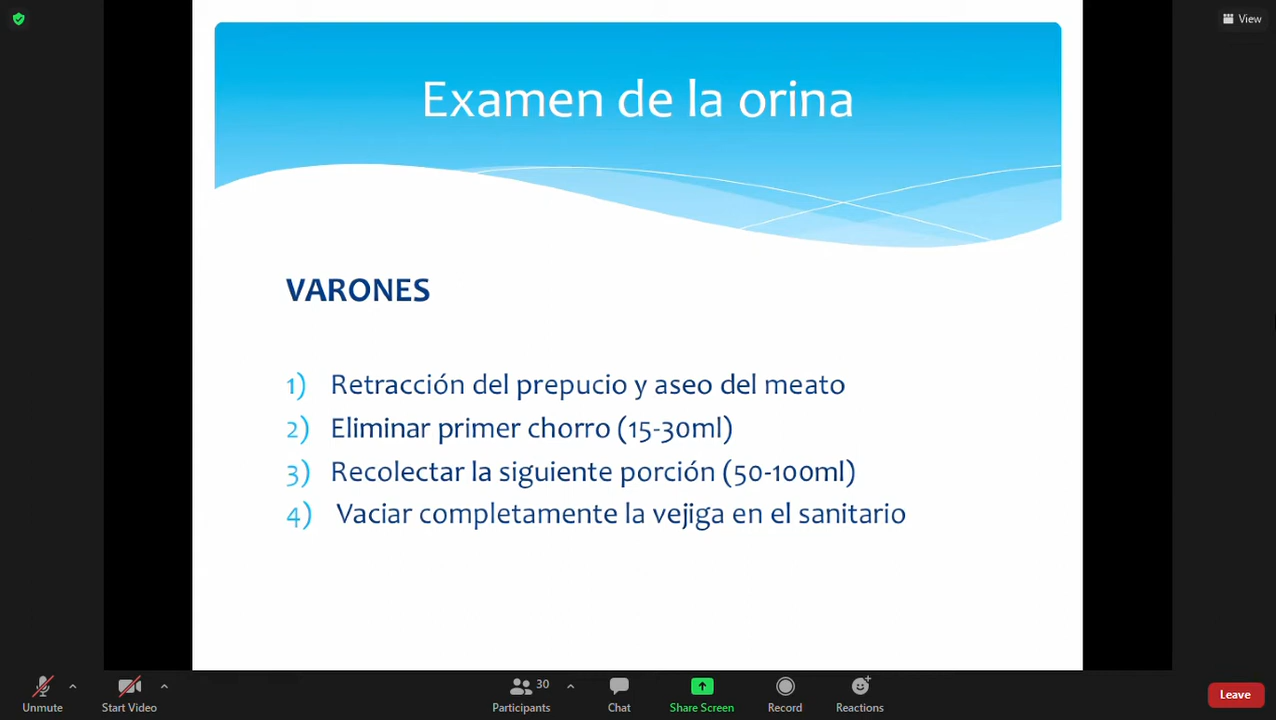 View
Examen de la orina
VARONES
1) Retracción del prepucio y aseo del meato
2) Eliminar primer chorro (15-30ml)
3) Recolectar la siguiente porción (50-100ml)
4) Vaciar completamente la vejiga en el sanitario
Unmute
Start Video
30
Participants
Chat
Share Screen
Record
Reactions
Leave